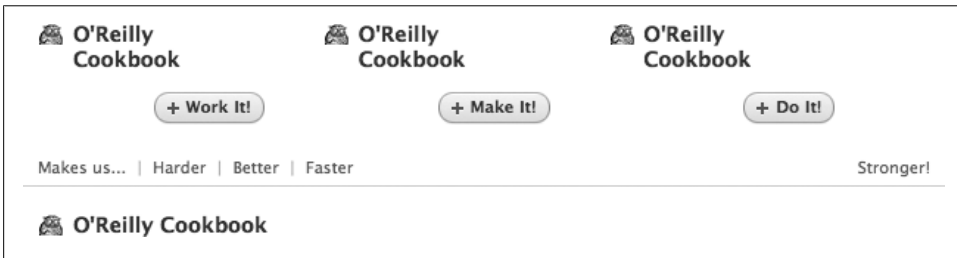 O'Reilly Cookbook
O'Reilly Cookbook
O'Reilly Cookbook
+ Work It!
+ Make It!
+ Do It!
Makes us... | Harder | Better | Faster
Stronger!
O'Reilly Cookbook